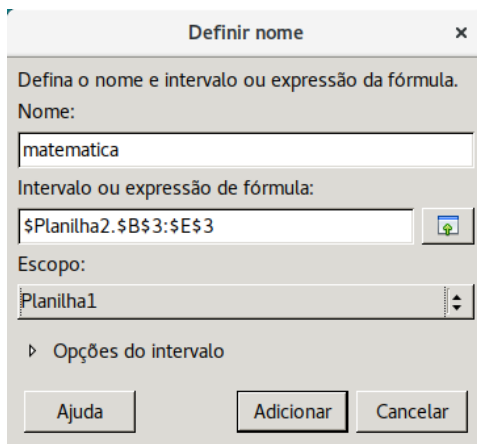 Definir nome ×
Defina o nome e intervalo ou expressão da fórmula.
Nome:
matematica
Intervalo ou expressão de fórmula:
$Planilha2.$B$3:$E$3
Escopo:
Planilha1
Opções do intervalo
Ajuda Adicionar Cancelar